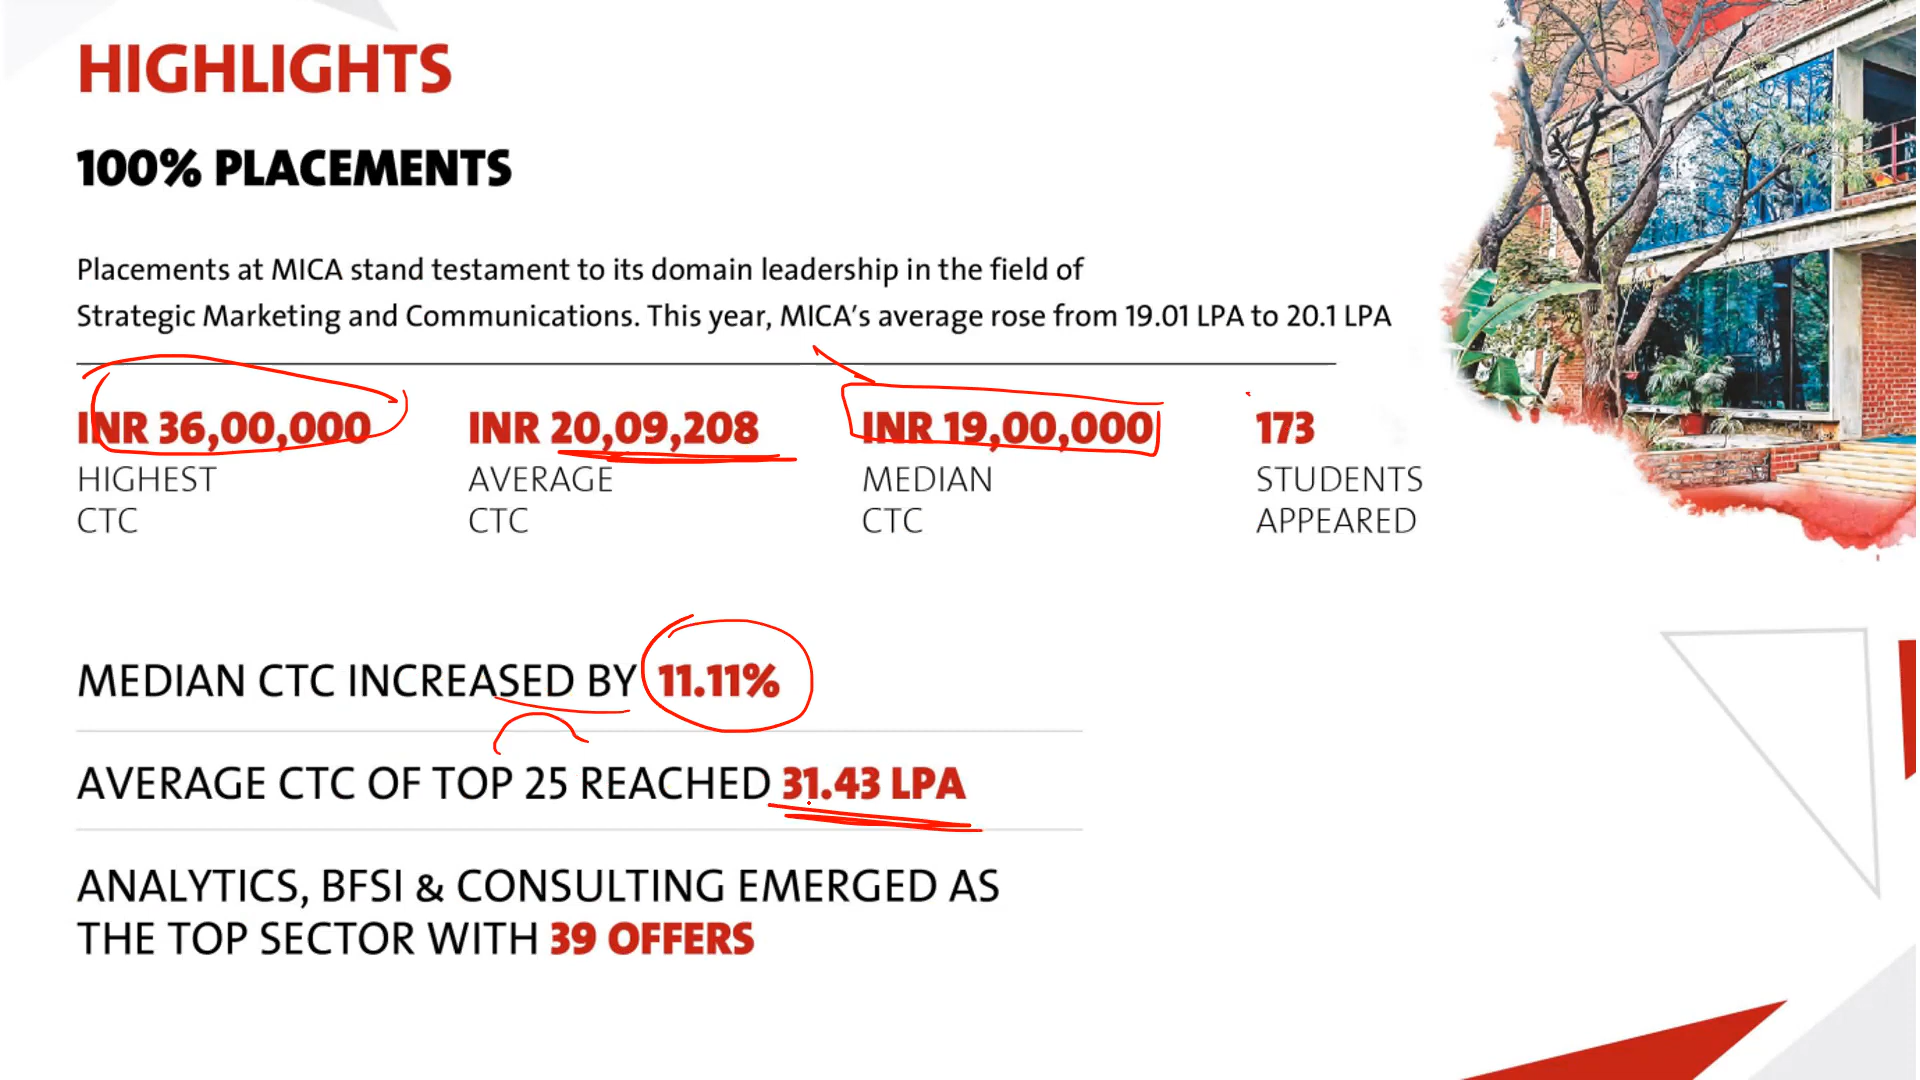 HIGHLIGHTS
100% PLACEMENTS
Placements at MICA stand testament to its domain leadership in the field of
Strategic Marketing and Communications. This year, MICA's average rose from 19.01 LPA to 20.1 LPA
INR 36,00,000
HIGHEST
CTC
INR 20,09,208
AVERAGE
CTC
INR 19,00,000
MEDIAN
CTC
173
STUDENTS
APPEARED
MEDIAN CTC INCREASED BY 11.11%
AVERAGE CTC OF TOP 25 REACHED 31.43 LPA
ANALYTICS, BFSI & CONSULTING EMERGED AS
THE TOP SECTOR WITH 39 OFFERS